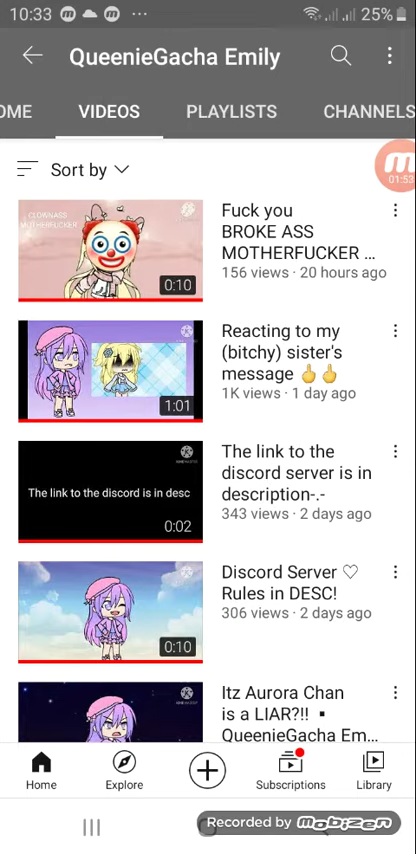 10:33
25%
QueenieGacha Emily
OME VIDEOS PLAYLISTS CHANNELS
Sort by
01:53
CLOWNASS
MOTHERFUCKER
0:10
Fuck you
BROKE ASS
MOTHERFUCKER ...
156 views · 20 hours ago
1:01
Reacting to my
(bitchy) sister's
message 🖕🖕
1K views · 1 day ago
The link to the discord is in desc
0:02
The link to the
discord server is in
description-.-
343 views · 2 days ago
0:10
Discord Server ♡
Rules in DESC!
306 views · 2 days ago
Itz Aurora Chan
is a LIAR?!! ▪
QueenieGacha Em...
Home Explore Subscriptions Library
Recorded by mobizen